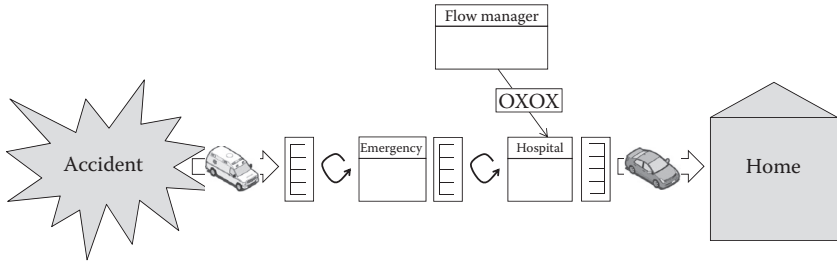 Flow manager
OXOX
Accident
Emergency
Hospital
Home